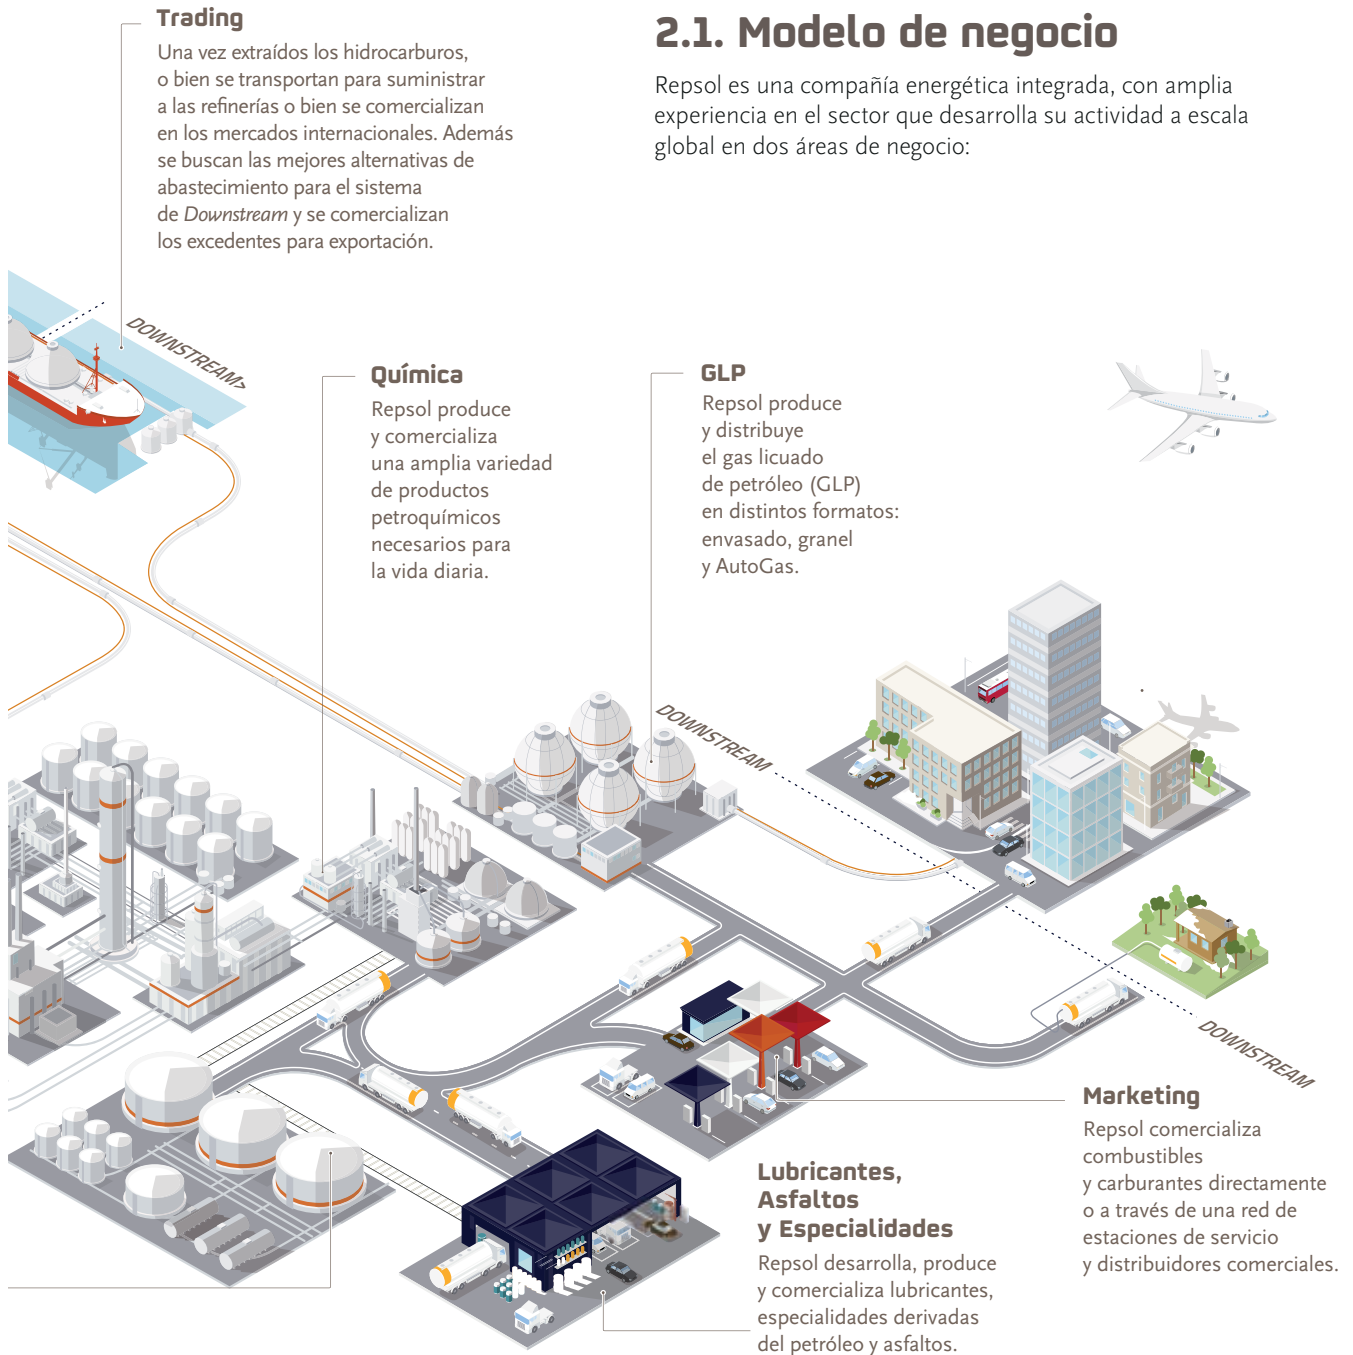 Trading
Una vez extraídos los hidrocarburos,
o bien se transportan para suministrar
a las refinerías o bien se comercializan
en los mercados internacionales. Además
se buscan las mejores alternativas de
abastecimiento para el sistema
de Downstream y se comercializan
los excedentes para exportación.
2.1. Modelo de negocio
Repsol es una compañía energética integrada, con amplia
experiencia en el sector que desarrolla su actividad a escala
global en dos áreas de negocio:
DOWNSTREAM>
Química
Repsol produce
y comercializa
una amplia variedad
de productos
petroquímicos
necesarios para
la vida diaria.
GLP
Repsol produce
y distribuye
el gas licuado
de petróleo (GLP)
en distintos formatos:
envasado, granel
y AutoGas.
DOWNSTREAM
DOWNSTREAM
Marketing
Repsol comercializa
combustibles
y carburantes directamente
o a través de una red de
estaciones de servicio
y distribuidores comerciales.
Lubricantes,
Asfaltos
y Especialidades
Repsol desarrolla, produce
y comercializa lubricantes,
especialidades derivadas
del petróleo y asfaltos.